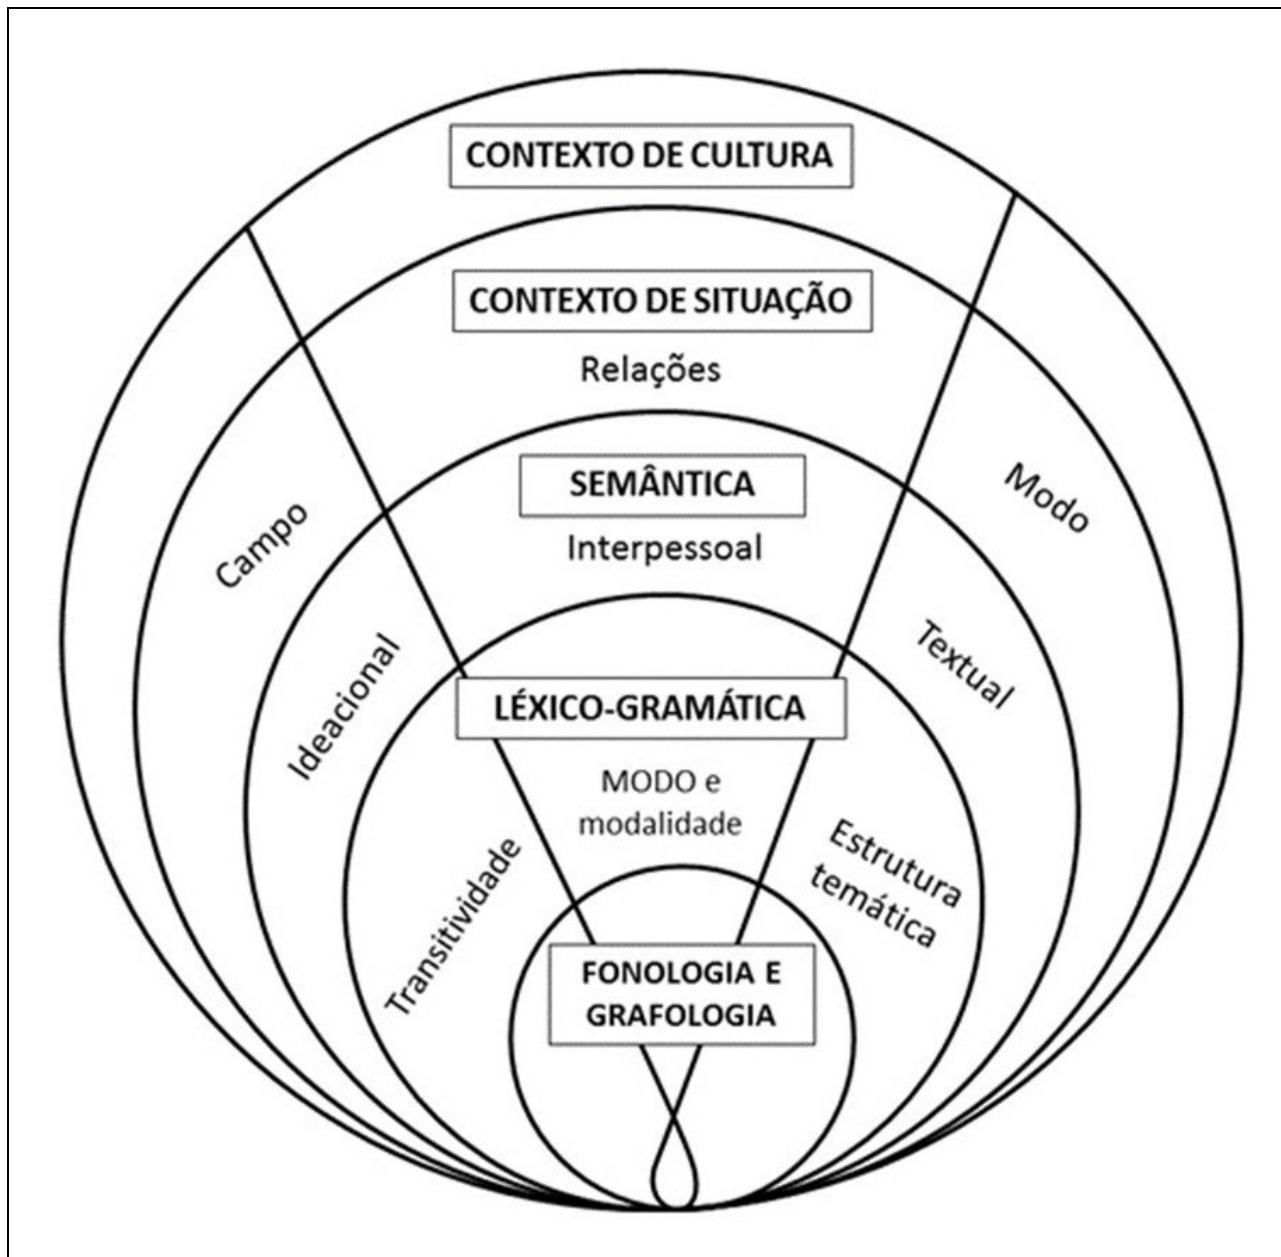 CONTEXTO DE CULTURA
CONTEXTO DE SITUAÇÃO
Relações
Campo
Modo
SEMÂNTICA
Interpessoal
Ideacional
Textual
LÉXICO-GRAMÁTICA
MODO e
modalidade
Transitividade
Estrutura
temática
FONOLOGIA E
GRAFOLOGIA